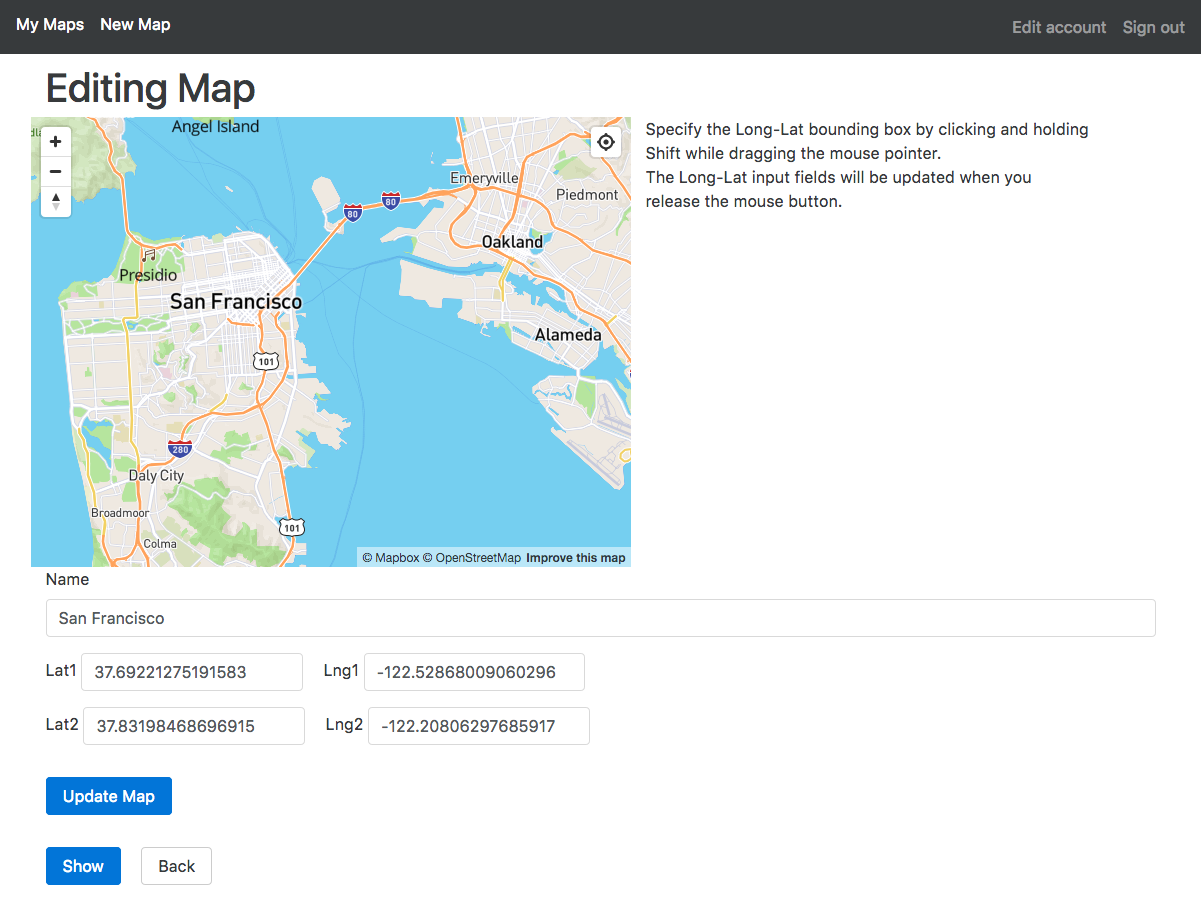 My Maps New Map Edit account Sign out
Editing Map
Angel Island
Emeryville
Piedmont
80
80
Oakland
Presidio
San Francisco
Alameda
101
280
Daly City
Broadmoor
101
Colma
© Mapbox © OpenStreetMap Improve this map
Specify the Long-Lat bounding box by clicking and holding
Shift while dragging the mouse pointer.
The Long-Lat input fields will be updated when you
release the mouse button.
Name
San Francisco
Lat1 37.69221275191583 Lng1 -122.52868009060296
Lat2 37.83198468696915 Lng2 -122.20806297685917
Update Map
Show Back